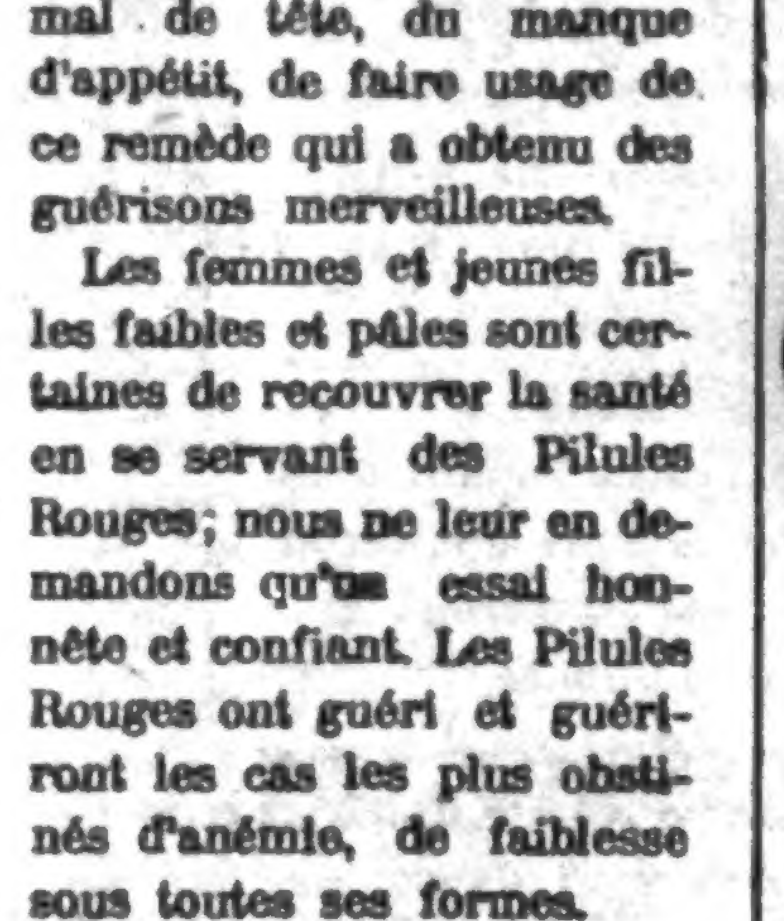 mal de tête, du manque
d'appétit, de faire usage de
ce remède qui a obtenu des
guérisons merveilleuses.
Les femmes et jeunes fil-
les faibles et pâles sont cer-
taines de recouvrer la santé
en se servant des Pilules
Rouges; nous ne leur en de-
mandons qu'un essai hon-
nête et confiant. Les Pilules
Rouges ont guéri et guéri-
ront les cas les plus obsti-
nés d'anémie, de faiblesse
sous toutes ses formes.